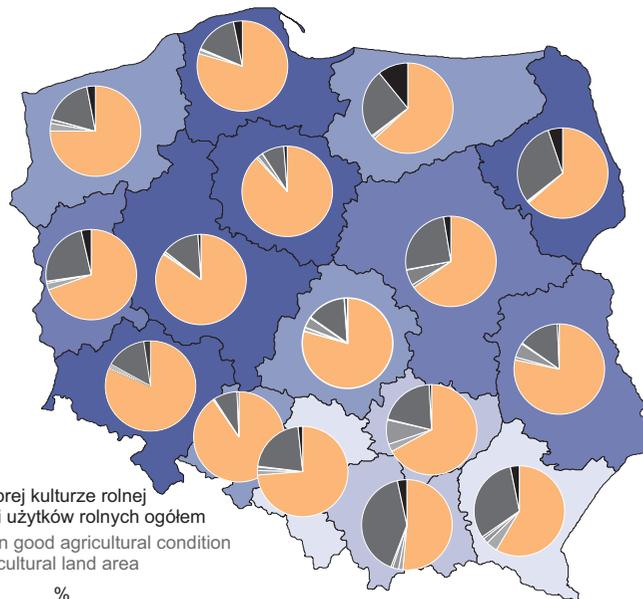 orej kulturze rolnej
i użytków rolnych ogółem
n good agricultural condition
cultural land area
%